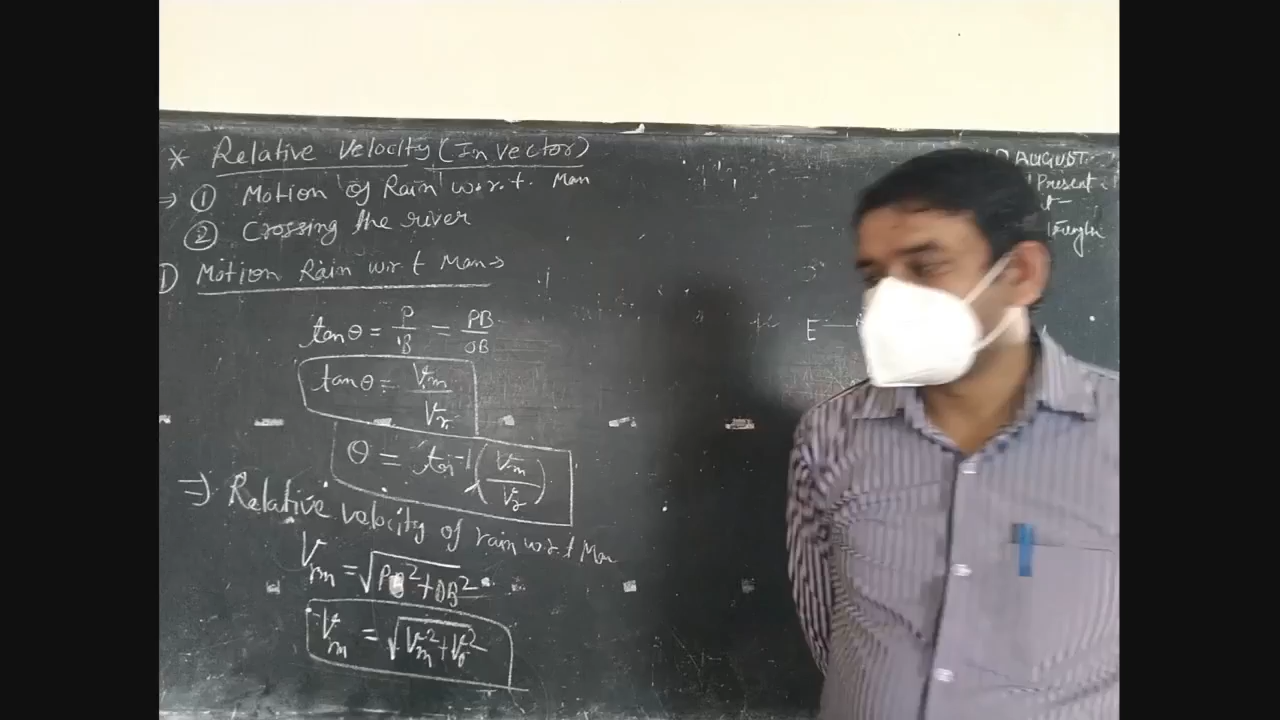 * Relative Velocity (In Vector)
⇒ ① Motion of Rain w.r.t. Man
② Crossing the river
① Motion Rain w.r.t Man⇒
tanθ = P/B = PB/OB
tanθ = Vm/Vr
θ = tan⁻¹(Vm/Vr)
⇒ Relative velocity of rain w.r.t Man
Vrm = √PB²+OB²
Vrm = √Vm²+Vr²
AUGUST
Present
E